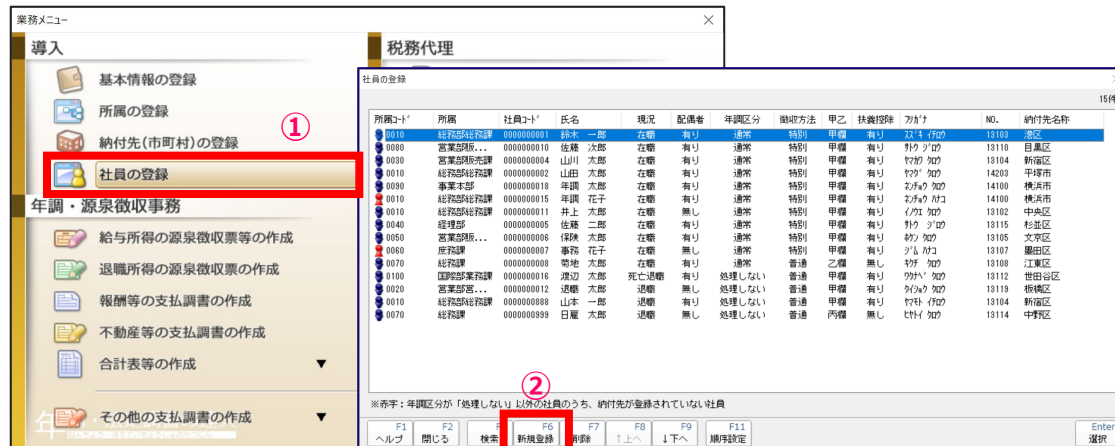 業務メニュー
導入
基本情報の登録
所属の登録
納付先(市町村)の登録
①
社員の登録
年調・源泉徴収事務
給与所得の源泉徴収票等の作成
退職所得の源泉徴収票の作成
報酬等の支払調書の作成
不動産等の支払調書の作成
合計表等の作成 ▼
その他の支払調書の作成 ▼
税務代理
社員の登録
15件
所属コード 所属 社員コード 氏名 現況 配偶者 年調区分 徴収方法 甲乙 扶養控除 フリガナ NO. 納付先名称
0010 総務部総務課 0000000001 鈴木 一郎 在職 有り 通常 特別 甲欄 有り スズキ イチロウ 13103 港区
0080 営業部販... 0000000010 佐藤 次郎 在職 有り 通常 特別 甲欄 有り サトウ ジロウ 13110 目黒区
0030 営業部販売課 0000000004 山川 太郎 在職 有り 通常 特別 甲欄 有り ヤマカワ タロウ 13104 新宿区
0010 総務部総務課 0000000002 山田 太郎 在職 有り 通常 特別 甲欄 有り ヤマダ タロウ 14203 平塚市
0090 事業本部 0000000018 年調 太郎 在職 有り 通常 特別 甲欄 有り ネンチョウ タロウ 14100 横浜市
0010 総務部総務課 0000000015 年調 花子 在職 有り 通常 特別 甲欄 有り ネンチョウ ハナコ 14100 横浜市
0010 総務部総務課 0000000011 井上 太郎 在職 無し 通常 特別 甲欄 有り イノウエ タロウ 13102 中央区
0040 経理部 0000000005 佐藤 二郎 在職 有り 通常 特別 甲欄 有り サトウ ジロウ 13115 杉並区
0050 営業部販... 0000000006 保険 太郎 在職 有り 通常 特別 甲欄 有り ホケン タロウ 13105 文京区
0060 庶務課 0000000007 事務 花子 在職 無し 通常 特別 甲欄 有り ジム ハナコ 13107 墨田区
0070 総務課 0000000008 菊地 太郎 在職 有り 通常 普通 乙欄 無し キクチ タロウ 13108 江東区
0100 国際部業務課 0000000016 渡辺 太郎 死亡退職 有り 処理しない 普通 甲欄 有り ワタナベ タロウ 13112 世田谷区
0020 営業部営... 0000000012 退職 太郎 退職 無し 処理しない 普通 甲欄 有り タイショク タロウ 13119 板橋区
0010 総務部総務課 0000000888 山本 一郎 退職 有り 処理しない 普通 甲欄 有り ヤマモト イチロウ 13104 新宿区
0070 総務課 0000000999 日雇 太郎 退職 無し 処理しない 普通 丙欄 無し ヒヤトイ タロウ 13114 中野区
②
※赤字：年調区分が「処理しない」以外の社員のうち、納付先が登録されていない社員
F1 ヘルプ F2 閉じる 検索 F6 新規登録 F7 削除 F8 ↑上へ F9 ↓下へ F11 順序設定 Enter 選択